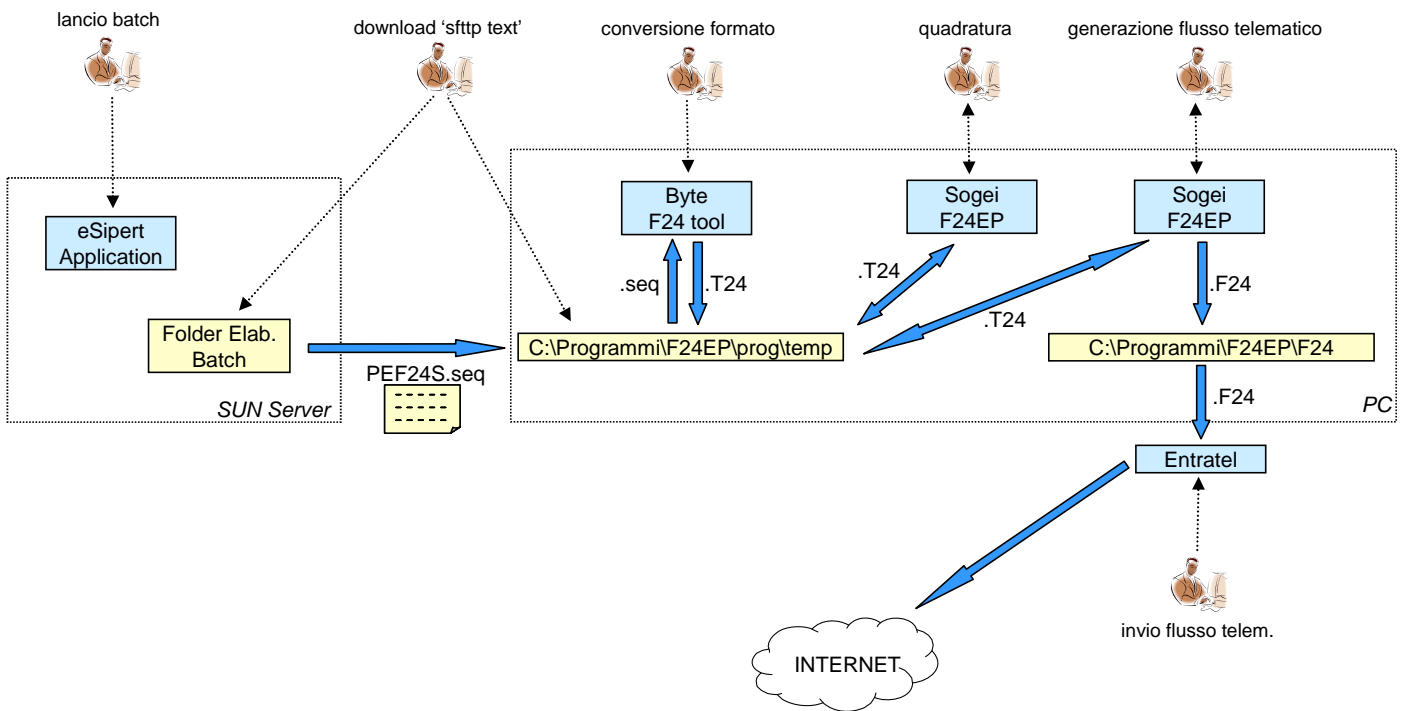 lancio batch
download ‘sfttp text’
conversione formato
quadratura
generazione flusso telematico
eSipert
Application
Folder Elab.
Batch
SUN Server
PEF24S.seq
Byte
F24 tool
Sogei
F24EP
Sogei
F24EP
.seq
.T24
.T24
.T24
.F24
C:\Programmi\F24EP\prog\temp
C:\Programmi\F24EP\F24
.F24
PC
Entratel
invio flusso telem.
INTERNET